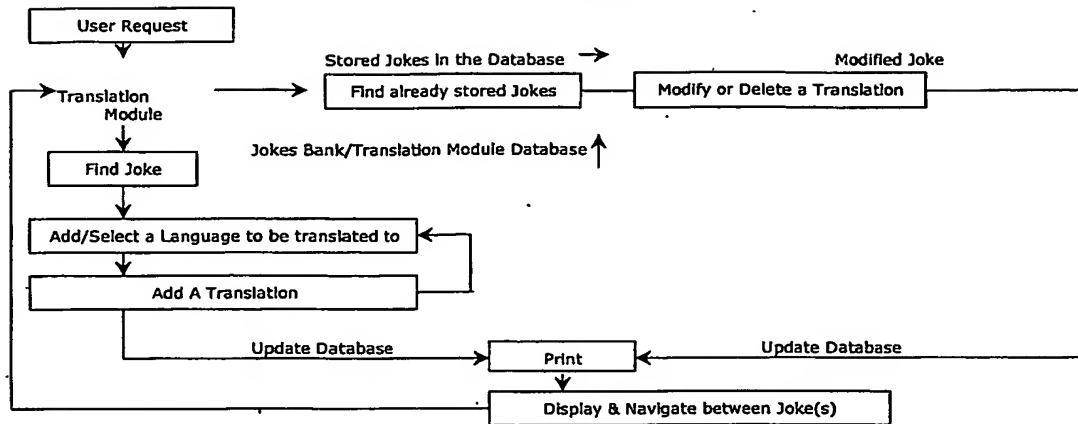 User Request
Stored Jokes in the Database
Modified Joke
Translation
Module
Find already stored Jokes
Modify or Delete a Translation
Jokes Bank/Translation Module Database
Find Joke
Add/Select a Language to be translated to
Add A Translation
Update Database
Print
Update Database
Display & Navigate between Joke(s)